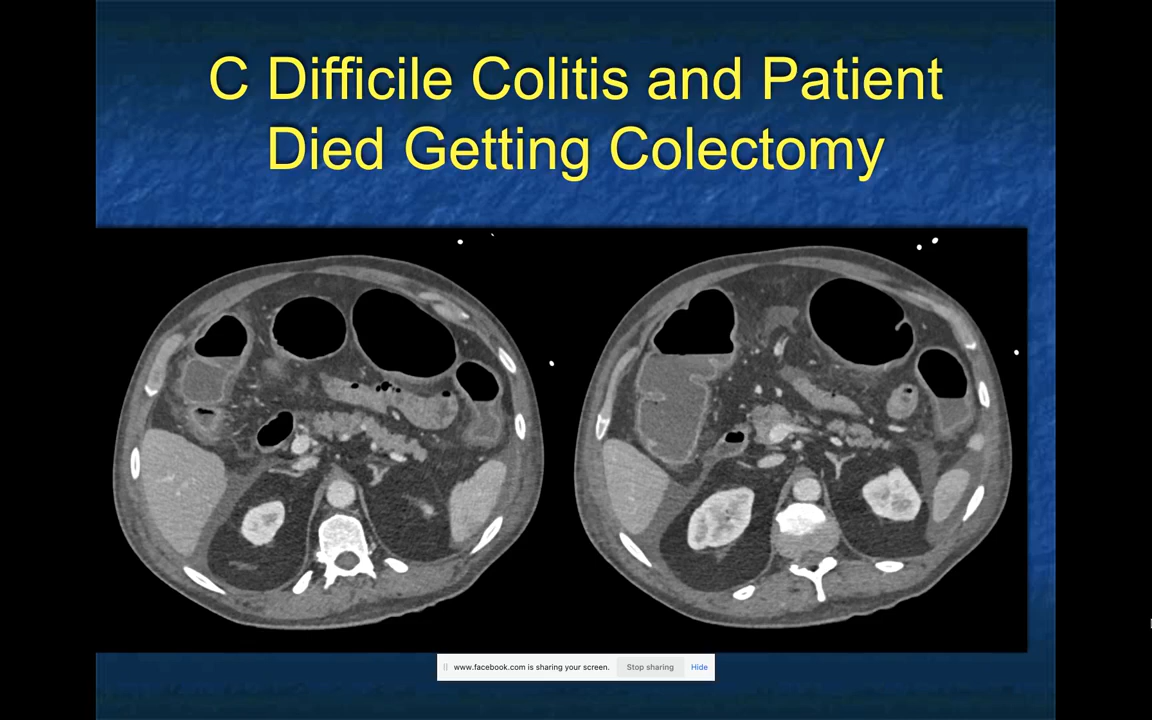 C Difficile Colitis and Patient
Died Getting Colectomy
www.facebook.com is sharing your screen. Stop sharing Hide